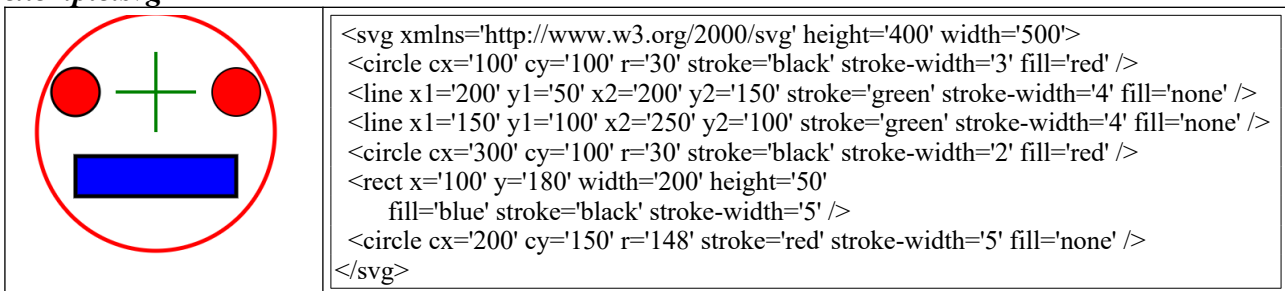 <svg xmlns='http://www.w3.org/2000/svg' height='400' width='500'>
<circle cx='100' cy='100' r='30' stroke='black' stroke-width='3' fill='red' />
<line x1='200' y1='50' x2='200' y2='150' stroke='green' stroke-width='4' fill='none' />
<line x1='150' y1='100' x2='250' y2='100' stroke='green' stroke-width='4' fill='none' />
<circle cx='300' cy='100' r='30' stroke='black' stroke-width='2' fill='red' />
<rect x='100' y='180' width='200' height='50'
fill='blue' stroke='black' stroke-width='5' />
<circle cx='200' cy='150' r='148' stroke='red' stroke-width='5' fill='none' />
</svg>